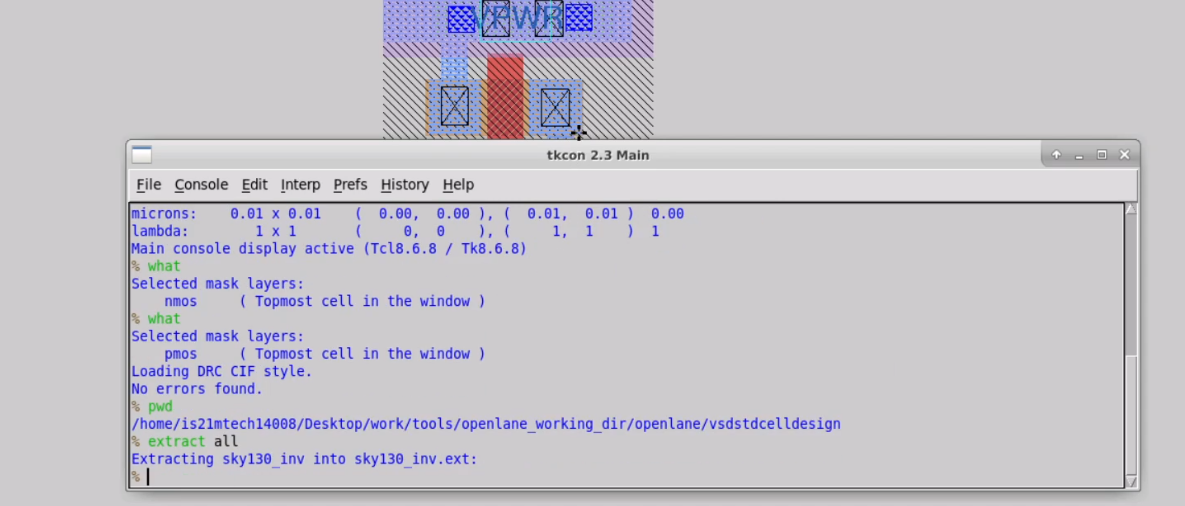 VPWR
tkcon 2.3 Main
File Console Edit Interp Prefs History Help
microns:    0.01 x 0.01    (  0.00,  0.00 ), (  0.01,  0.01 )  0.00
lambda:        1 x 1       (     0,  0    ), (     1,  1    )  1
Main console display active (Tcl8.6.8 / Tk8.6.8)
% what
Selected mask layers:
    nmos     ( Topmost cell in the window )
% what
Selected mask layers:
    pmos     ( Topmost cell in the window )
Loading DRC CIF style.
No errors found.
% pwd
/home/is21mtech14008/Desktop/work/tools/openlane_working_dir/openlane/vsdstdcelldesign
% extract all
Extracting sky130_inv into sky130_inv.ext:
%